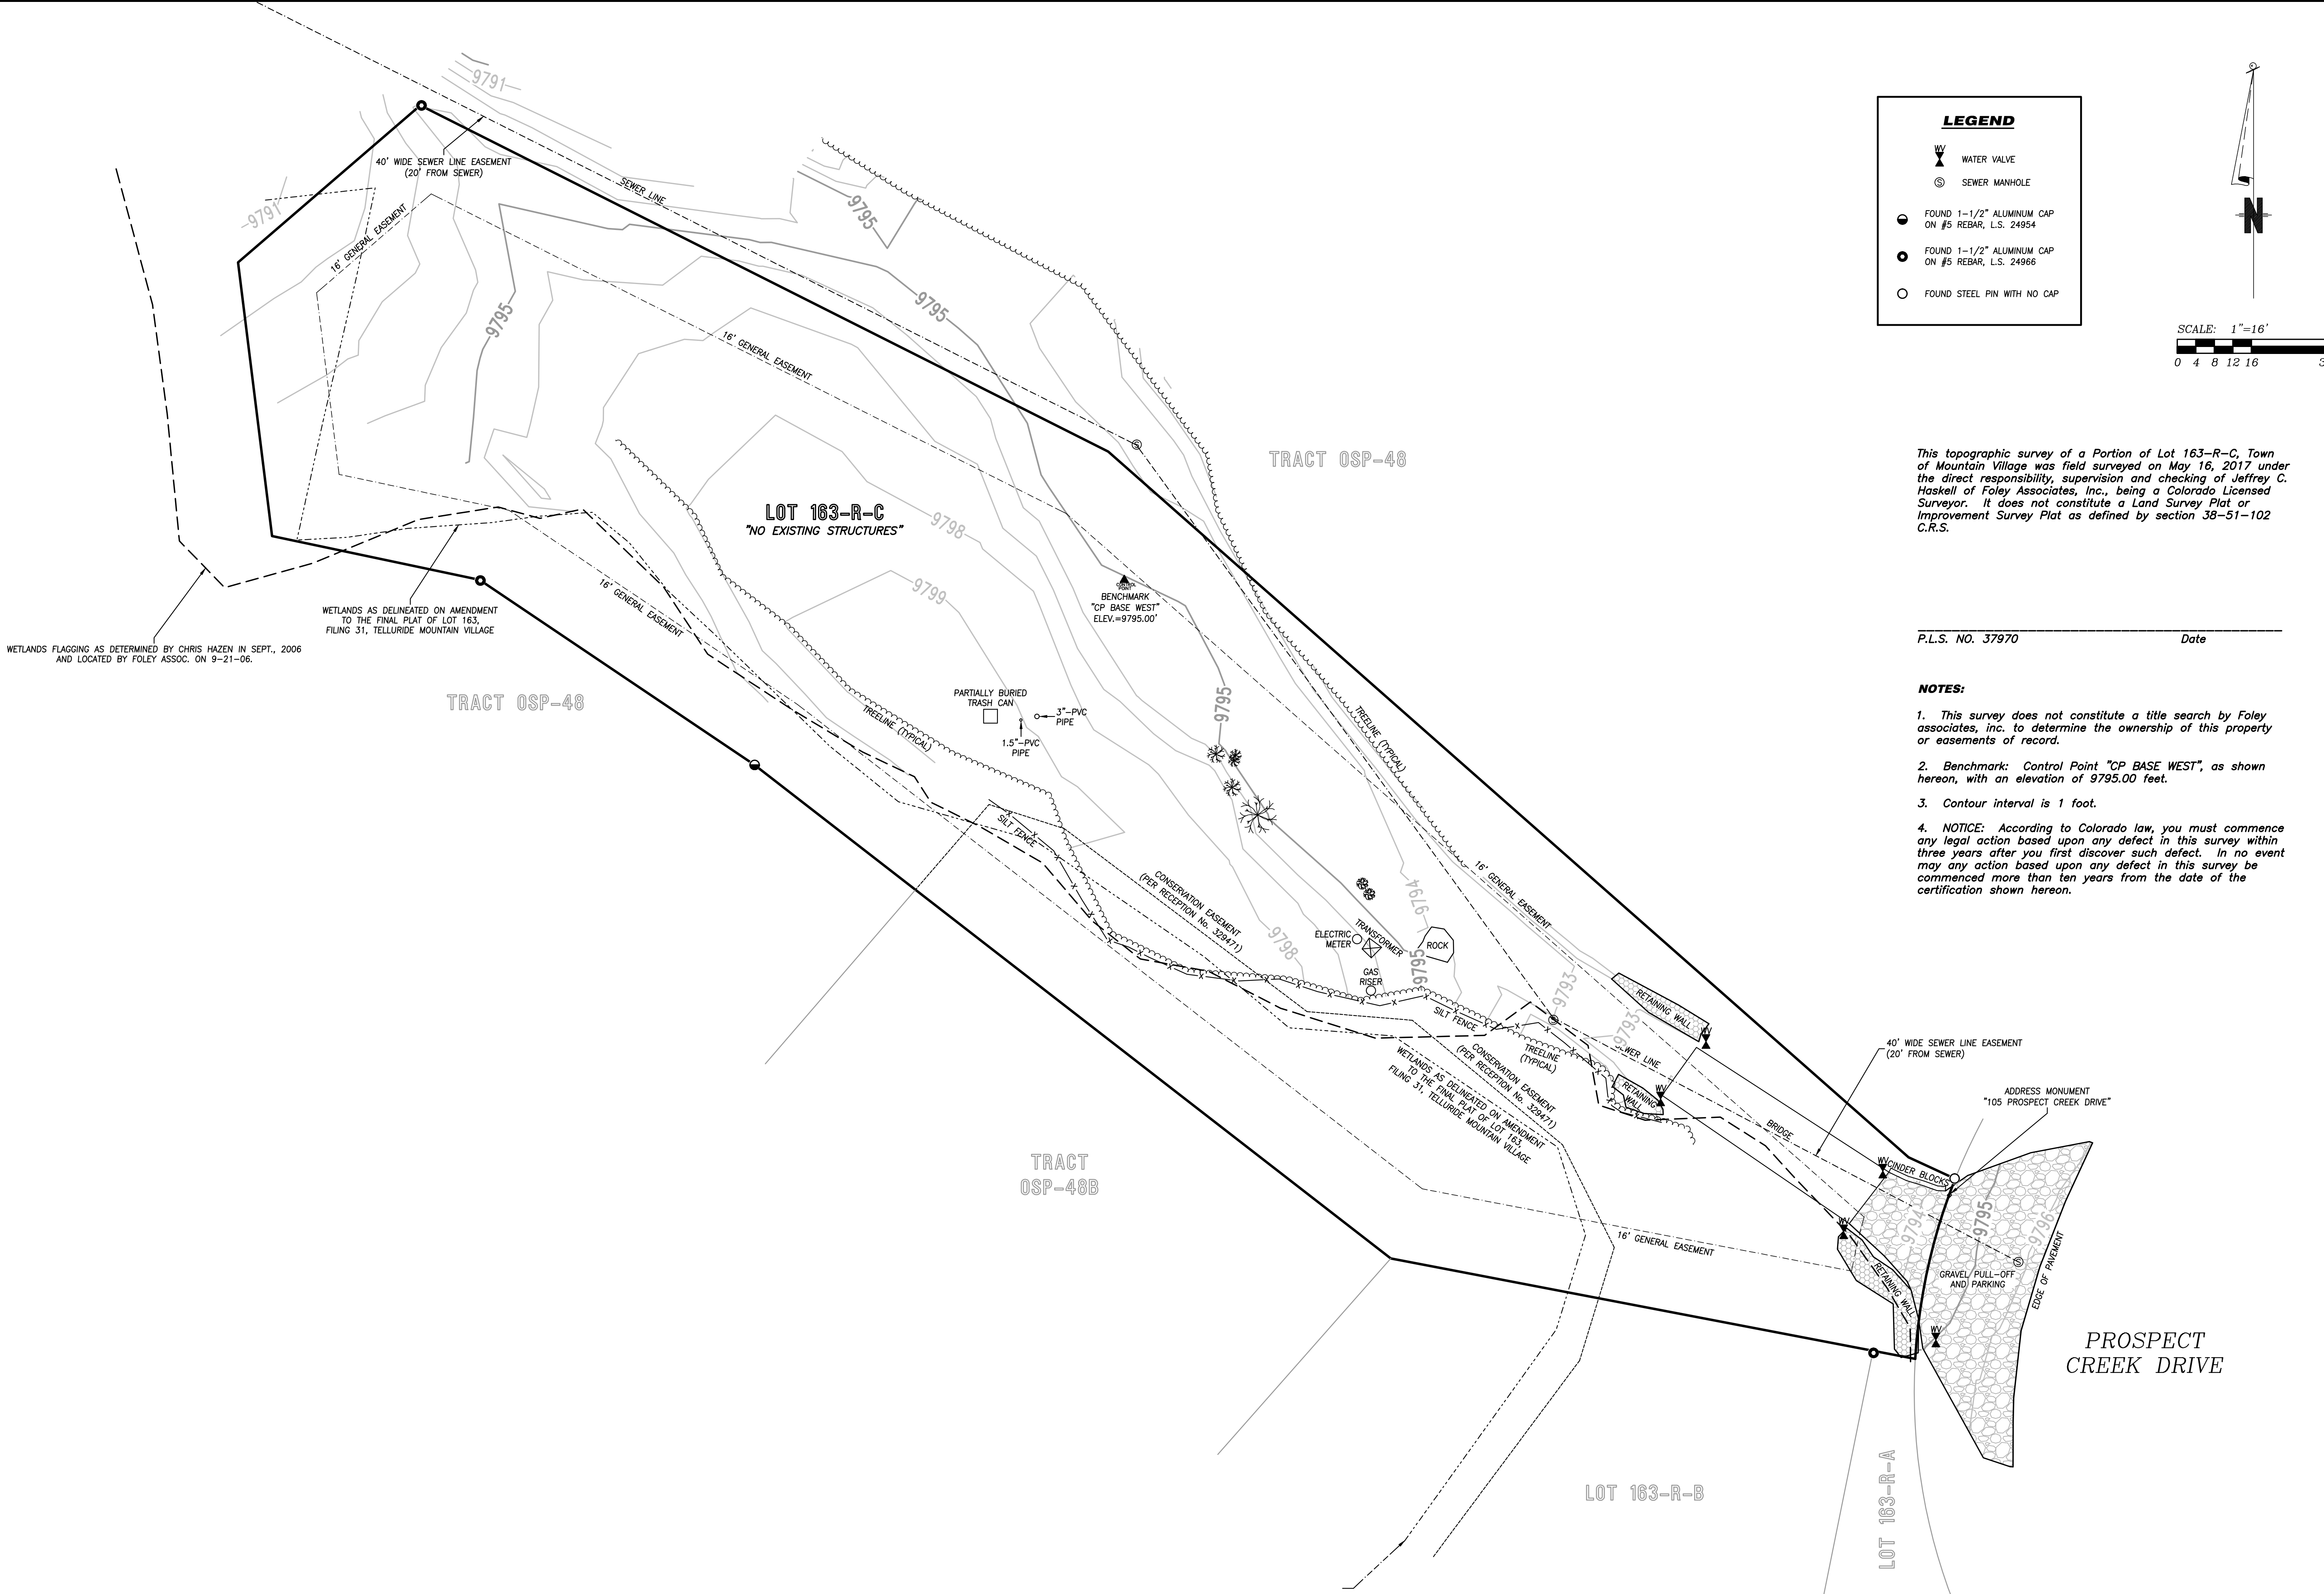 9791
LEGEND
WV
WATER VALVE
S
SEWER MANHOLE
FOUND 1-1/2" ALUMINUM CAP
ON #5 REBAR, L.S. 24954
FOUND 1-1/2" ALUMINUM CAP
ON #5 REBAR, L.S. 24966
FOUND STEEL PIN WITH NO CAP
N
SCALE: 1"=16'
0 4 8 12 16
40' WIDE SEWER LINE EASEMENT
(20' FROM SEWER)
SEWER LINE
9791
16' GENERAL EASEMENT
9795
9795
9795
16' GENERAL EASEMENT
S
TRACT OSP-48
LOT 163-R-C
"NO EXISTING STRUCTURES"
9798
9799
CONTROL
POINT
BENCHMARK
"CP BASE WEST"
ELEV.=9795.00'
16' GENERAL EASEMENT
WETLANDS AS DELINEATED ON AMENDMENT
TO THE FINAL PLAT OF LOT 163,
FILING 31, TELLURIDE MOUNTAIN VILLAGE
WETLANDS FLAGGING AS DETERMINED BY CHRIS HAZEN IN SEPT., 2006
AND LOCATED BY FOLEY ASSOC. ON 9-21-06.
TRACT OSP-48
PARTIALLY BURIED
TRASH CAN
3"-PVC
PIPE
1.5"-PVC
PIPE
TREELINE (TYPICAL)
9795
TREELINE (TYPICAL)
SILT FENCE
CONSERVATION EASEMENT
(PER RECEPTION No. 329471)
16' GENERAL EASEMENT
9794
9798
ELECTRIC
METER
TRANSFORMER
ROCK
GAS
RISER
9795
9793
SILT FENCE
S
RETAINING WALL
WV
9793
WER LINE
TREELINE
(TYPICAL)
CONSERVATION EASEMENT
(PER RECEPTION No. 329471)
WETLANDS AS DELINEATED ON AMENDMENT
TO THE FINAL PLAT OF LOT 163,
FILING 31, TELLURIDE MOUNTAIN VILLAGE
RETAINING
WALL
WV
BRIDGE
40' WIDE SEWER LINE EASEMENT
(20' FROM SEWER)
ADDRESS MONUMENT
"105 PROSPECT CREEK DRIVE"
WV
CINDER BLOCKS
WV
9794
9795
9796
S
GRAVEL PULL-OFF
AND PARKING
EDGE OF PAVEMENT
RETAINING WALL
WV
16' GENERAL EASEMENT
TRACT
OSP-48B
PROSPECT
CREEK DRIVE
LOT 163-R-B
LOT 163-R-A
This topographic survey of a Portion of Lot 163-R-C, Town
of Mountain Village was field surveyed on May 16, 2017 under
the direct responsibility, supervision and checking of Jeffrey C.
Haskell of Foley Associates, Inc., being a Colorado Licensed
Surveyor. It does not constitute a Land Survey Plat or
Improvement Survey Plat as defined by section 38-51-102
C.R.S.
P.L.S. NO. 37970 Date
NOTES:
1. This survey does not constitute a title search by Foley
associates, inc. to determine the ownership of this property
or easements of record.
2. Benchmark: Control Point "CP BASE WEST", as shown
hereon, with an elevation of 9795.00 feet.
3. Contour interval is 1 foot.
4. NOTICE: According to Colorado law, you must commence
any legal action based upon any defect in this survey within
three years after you first discover such defect. In no event
may any action based upon any defect in this survey be
commenced more than ten years from the date of the
certification shown hereon.